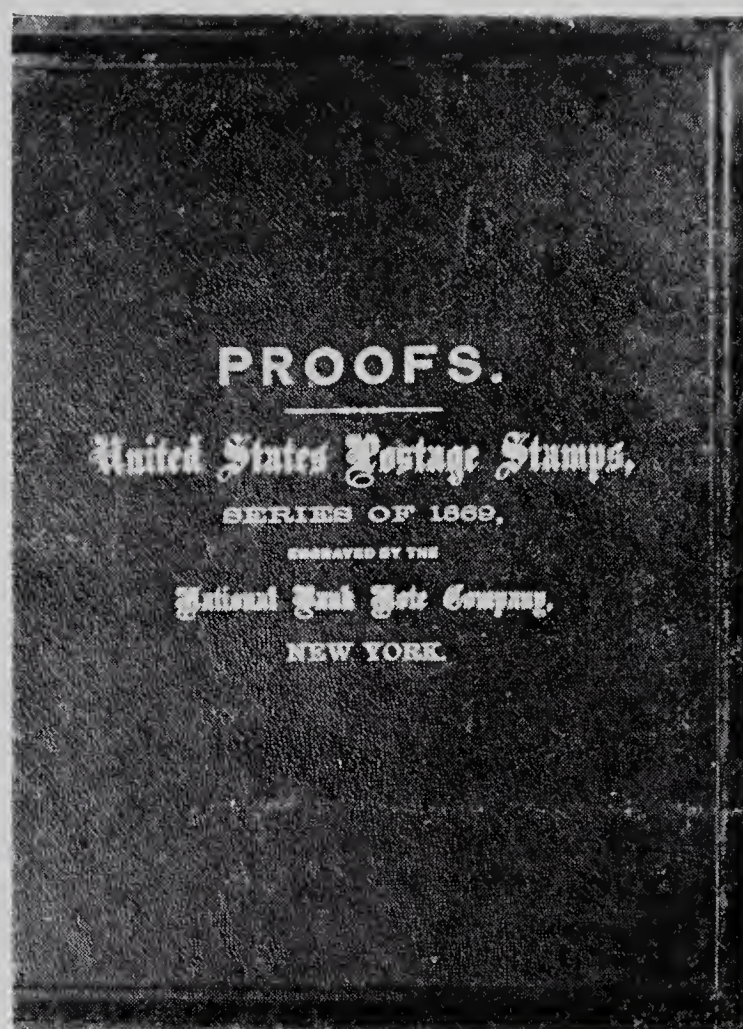 PROOFS.
United States Postage Stamps,
SERIES OF 1869,
ENGRAVED BY THE
National Bank Note Company,
NEW YORK.